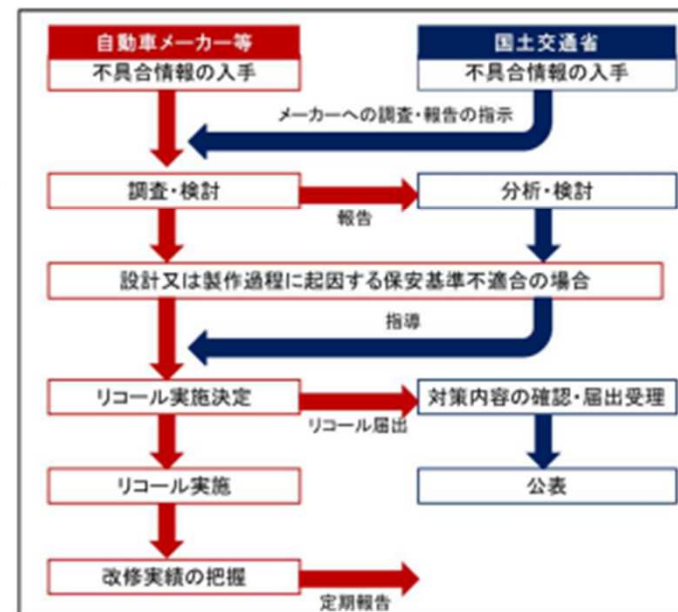 自動車メーカー等
国土交通省
不具合情報の入手
不具合情報の入手
メーカーへの調査・報告の指示
調査・検討
分析・検討
報告
設計又は製作過程に起因する保安基準不適合の場合
指導
リコール実施決定
対策内容の確認・届出受理
リコール届出
リコール実施
公表
改修実績の把握
定期報告